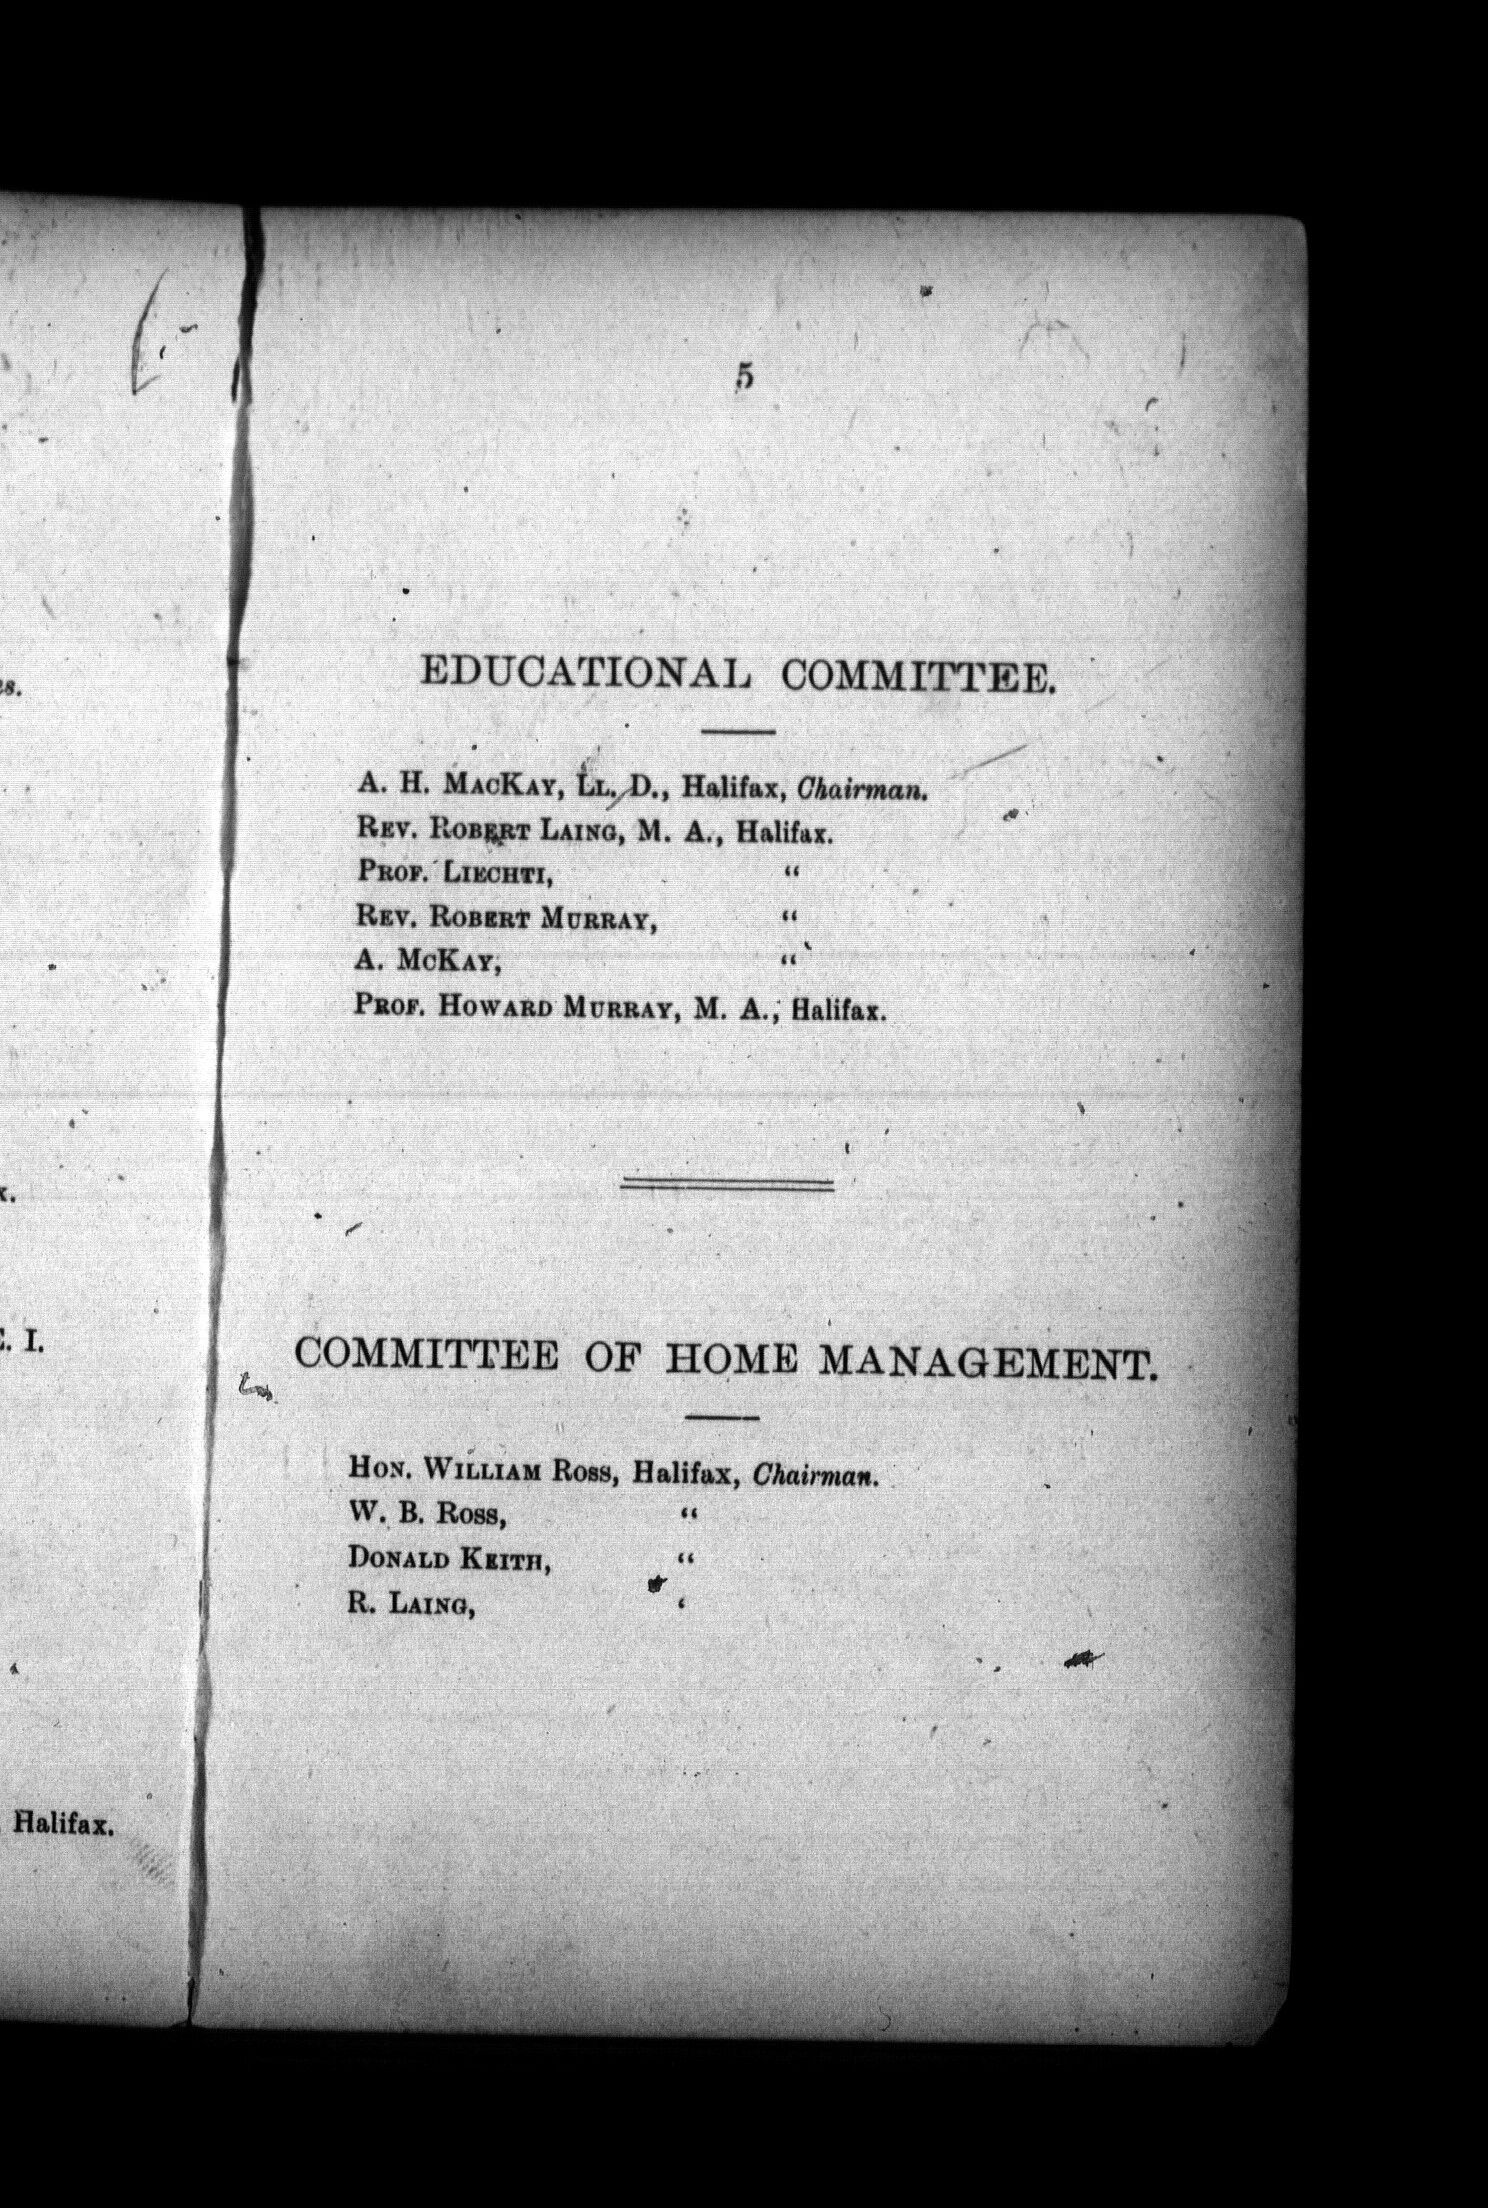 5
EDUCATIONAL COMMITTEE.
A. H. MACKAY, LL. D., Halifax, Chairman.
REV. ROBERT LAING, M. A., Halifax.
PROF. LIECHTI, “
REV. ROBERT MURRAY, “
A. MCKAY, “
PROF. HOWARD MURRAY, M. A., Halifax.
COMMITTEE OF HOME MANAGEMENT.
HON. WILLIAM ROSS, Halifax, Chairman.
W. B. ROSS, “
DONALD KEITH, “
R. LAING, ‘
E. I.
Halifax.